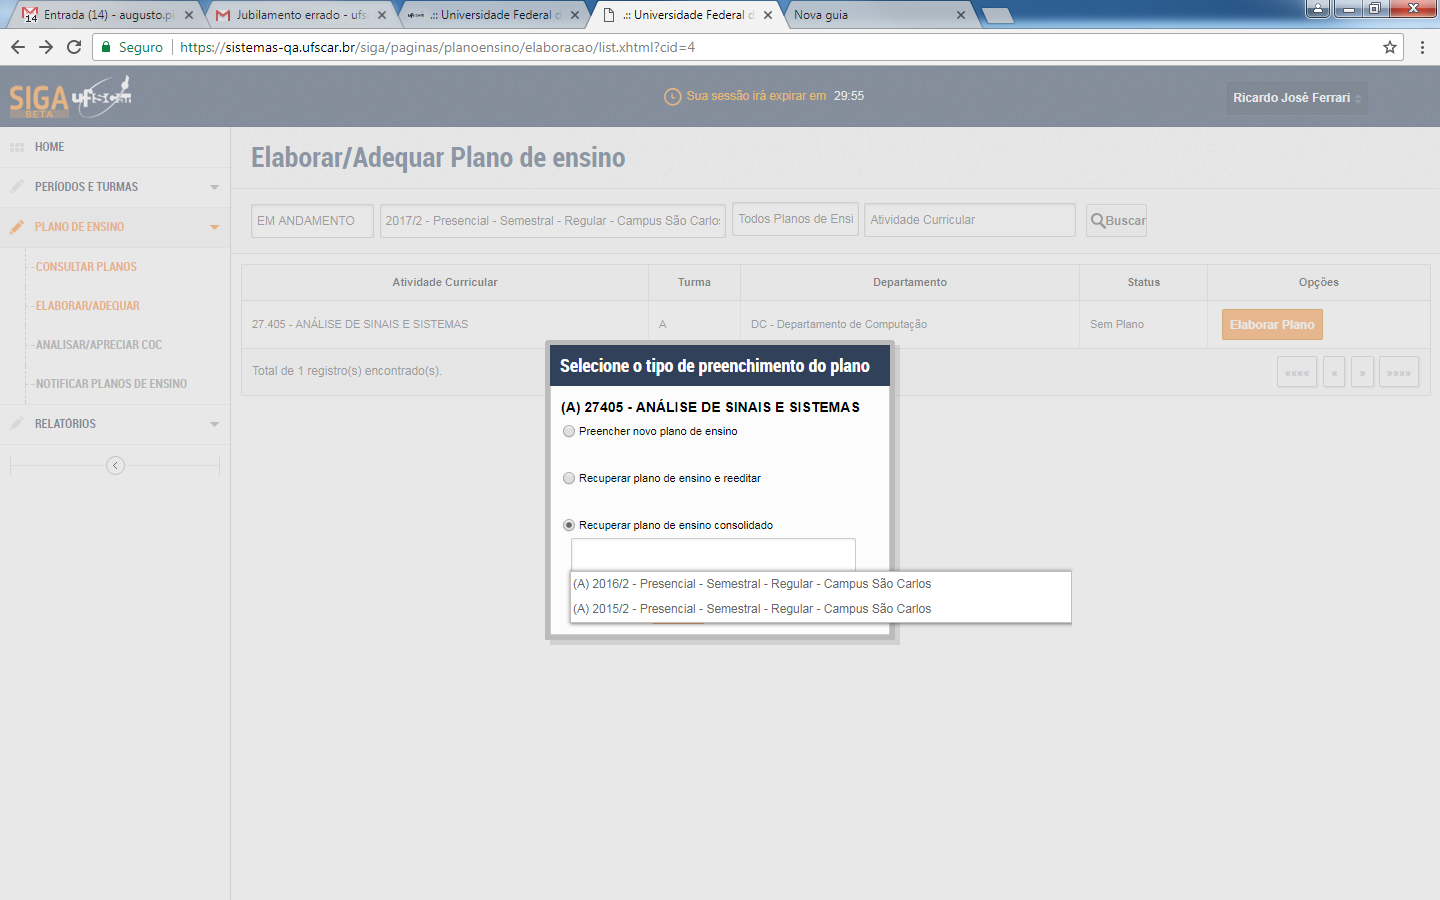 Entrada (14) - augusto.pi
Jubilamento errado - ufs
.:: Universidade Federal d
.:: Universidade Federal d
Nova guia
Seguro
https://sistemas-qa.ufscar.br/siga/paginas/planoensino/elaboracao/list.xhtml?cid=4
SIGA
BETA
ufscar
Sua sessão irá expirar em 29:55
Ricardo José Ferrari
HOME
PERÍODOS E TURMAS
PLANO DE ENSINO
CONSULTAR PLANOS
ELABORAR/ADEQUAR
ANALISAR/APRECIAR COC
NOTIFICAR PLANOS DE ENSINO
RELATÓRIOS
Elaborar/Adequar Plano de ensino
EM ANDAMENTO
2017/2 - Presencial - Semestral - Regular - Campus São Carlos
Todos Planos de Ensi
Atividade Curricular
Buscar
Atividade Curricular Turma Departamento Status Opções
27.405 - ANÁLISE DE SINAIS E SISTEMAS A DC - Departamento de Computação Sem Plano Elaborar Plano
Total de 1 registro(s) encontrado(s).
«««« « » »»»»
Selecione o tipo de preenchimento do plano
(A) 27405 - ANÁLISE DE SINAIS E SISTEMAS
Preencher novo plano de ensino
Recuperar plano de ensino e reeditar
Recuperar plano de ensino consolidado
(A) 2016/2 - Presencial - Semestral - Regular - Campus São Carlos
(A) 2015/2 - Presencial - Semestral - Regular - Campus São Carlos